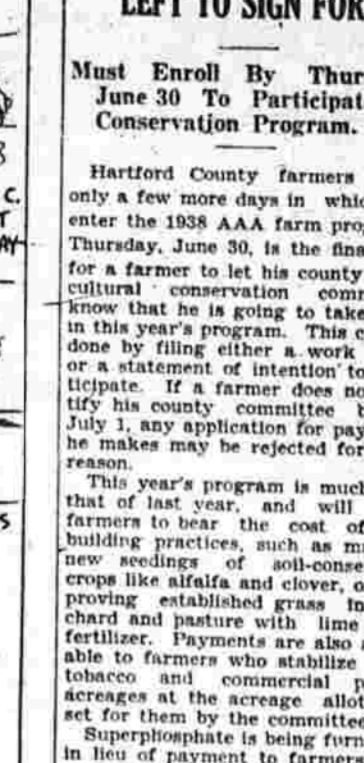 LEFT TO SIGN FOR
Must Enroll By Thur
June 30 To Participat
Conservation Program.
Hartford County farmers
only a few more days in whic
enter the 1938 AAA farm pro
Thursday, June 30, is the fina
for a farmer to let his county
cultural conservation comm
know that he is going to take
in this year's program. This c
done by filing either a work
or a statement of intention to
ticipate. If a farmer does no
tify his county committee
July 1, any application for pay
he makes may be rejected for
reason.
This year's program is much
that of last year, and will
farmers to bear the cost of
building practices, such as m
new seedings of soil-conse
crops like alfalfa and clover, o
proving established grass in
chard and pasture with lime
fertilizer. Payments are also
able to farmers who stabilize
tobacco and commercial p
acreages at the acreage allot
set for them by the committee
Superphosphate is being furn
in lieu of payment to farmers
C.
T
AY
S